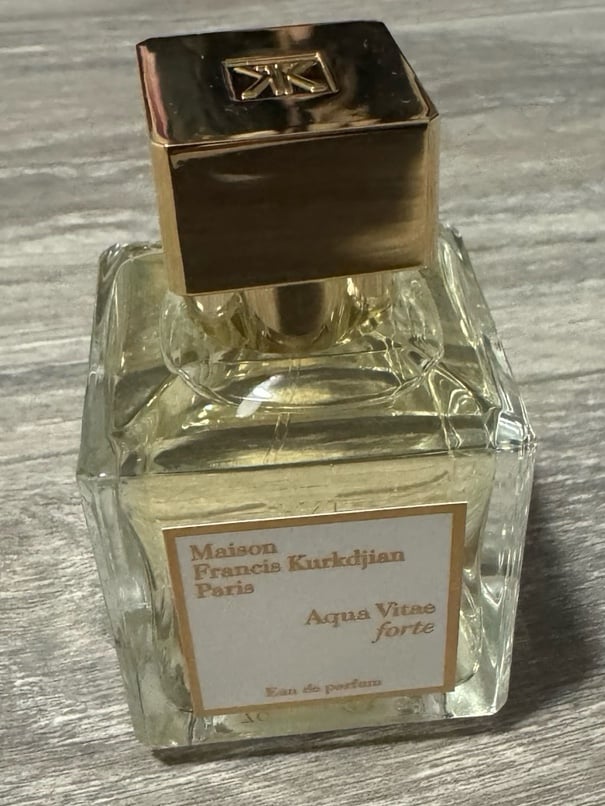 Maison
Francis Kurkdjian
Paris
Aqua Vitae
forte
Eau de parfum